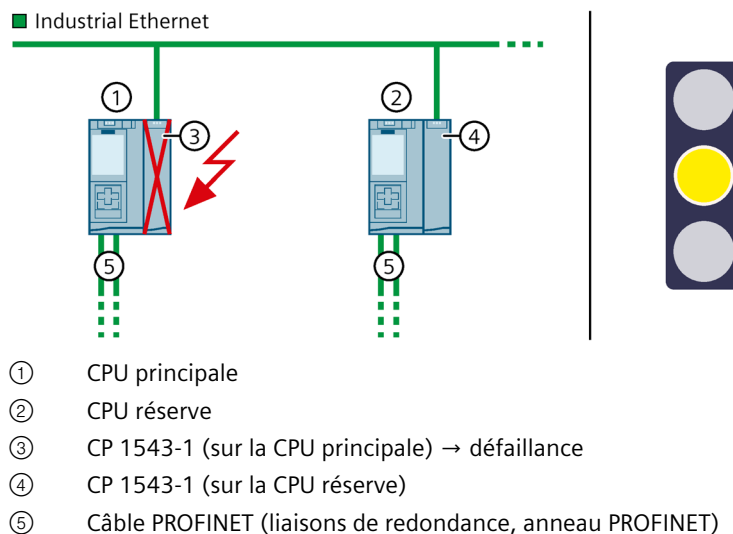 Industrial Ethernet
① ②
③ ④
⑤ ⑤
① CPU principale
② CPU réserve
③ CP 1543-1 (sur la CPU principale) → défaillance
④ CP 1543-1 (sur la CPU réserve)
⑤ Câble PROFINET (liaisons de redondance, anneau PROFINET)